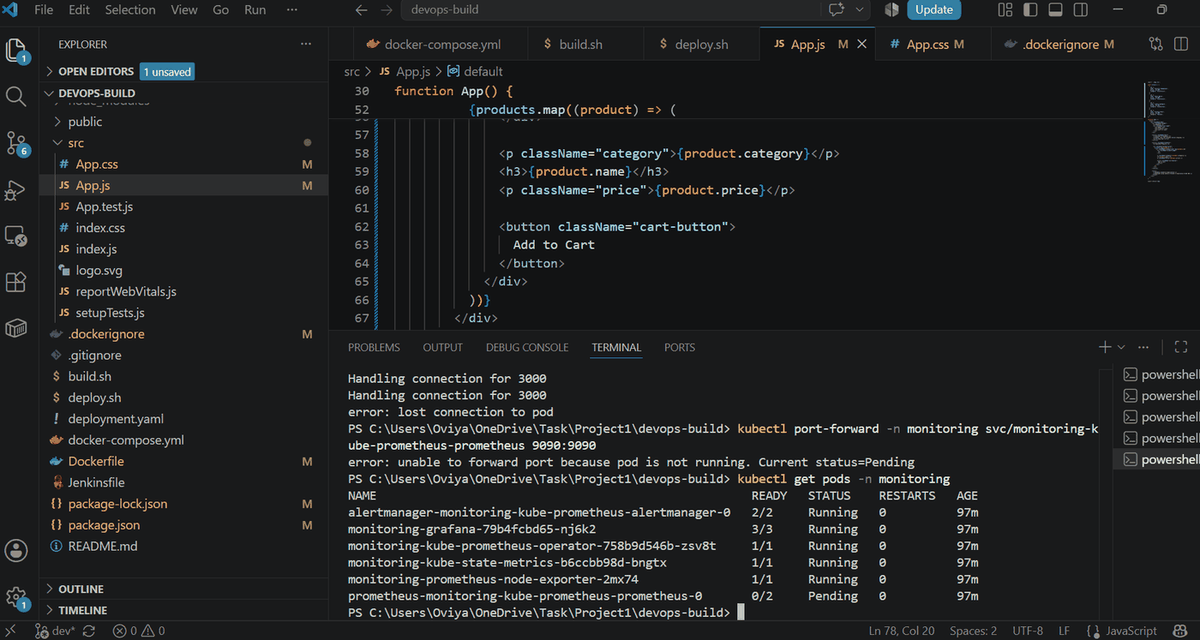 File Edit Selection View Go Run ··· devops-build Update
EXPLORER ···
1
OPEN EDITORS 1 unsaved
DEVOPS-BUILD
node_modules
public
src
# App.css M
JS App.js M
JS App.test.js
# index.css
JS index.js
logo.svg
JS reportWebVitals.js
JS setupTests.js
.dockerignore M
.gitignore
$ build.sh
$ deploy.sh
! deployment.yaml
docker-compose.yml
Dockerfile M
Jenkinsfile
{} package-lock.json M
{} package.json M
README.md
OUTLINE
TIMELINE
6
1
docker-compose.yml $ build.sh $ deploy.sh JS App.js M # App.css M .dockerignore M
src > JS App.js > default
30 function App() {
52 {products.map((product) => (
57
58 <p className="category">{product.category}</p>
59 <h3>{product.name}</h3>
60 <p className="price">{product.price}</p>
61
62 <button className="cart-button">
63 Add to Cart
64 </button>
65 </div>
66 ))}
67 </div>
PROBLEMS OUTPUT DEBUG CONSOLE TERMINAL PORTS ···
Handling connection for 3000
Handling connection for 3000
error: lost connection to pod
PS C:\Users\Oviya\OneDrive\Task\Project1\devops-build> kubectl port-forward -n monitoring svc/monitoring-k
ube-prometheus-prometheus 9090:9090
error: unable to forward port because pod is not running. Current status=Pending
PS C:\Users\Oviya\OneDrive\Task\Project1\devops-build> kubectl get pods -n monitoring
NAME READY STATUS RESTARTS AGE
alertmanager-monitoring-kube-prometheus-alertmanager-0 2/2 Running 0 97m
monitoring-grafana-79b4fcbd65-nj6k2 3/3 Running 0 97m
monitoring-kube-prometheus-operator-758b9d546b-zsv8t 1/1 Running 0 97m
monitoring-kube-state-metrics-b6ccbb98d-bngtx 1/1 Running 0 97m
monitoring-prometheus-node-exporter-2mx74 1/1 Running 0 97m
prometheus-monitoring-kube-prometheus-prometheus-0 0/2 Pending 0 97m
PS C:\Users\Oviya\OneDrive\Task\Project1\devops-build>
powershell
powershell
powershell
powershell
powershell
dev* 0 0 Ln 78, Col 20 Spaces: 2 UTF-8 LF {} JavaScript